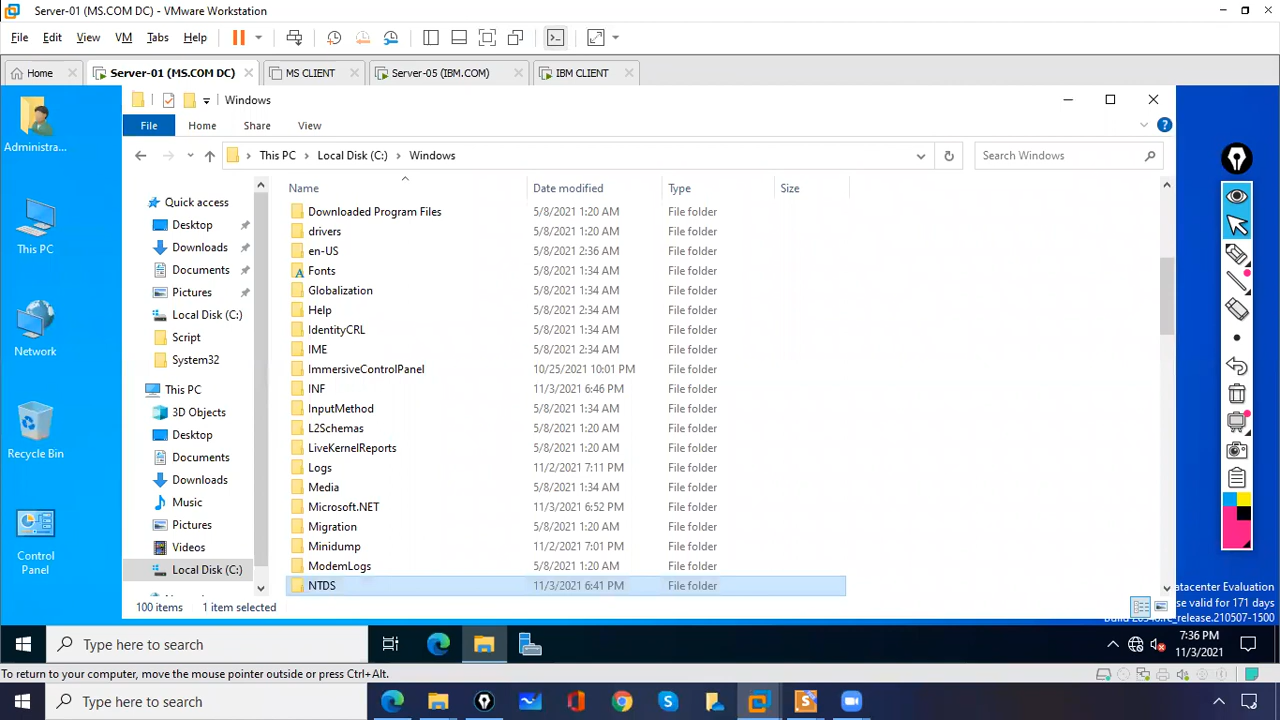 Server-01 (MS.COM DC) - VMware Workstation
File Edit View VM Tabs Help
Home Server-01 (MS.COM DC) MS CLIENT Server-05 (IBM.COM) IBM CLIENT
Windows
File Home Share View
This PC Local Disk (C:) Windows Search Windows
Name Date modified Type Size
Administra...
This PC
Network
Recycle Bin
Control
Panel
Quick access
Desktop
Downloads
Documents
Pictures
Local Disk (C:)
Script
System32
This PC
3D Objects
Desktop
Documents
Downloads
Music
Pictures
Videos
Local Disk (C:)
Downloaded Program Files 5/8/2021 1:20 AM File folder
drivers 5/8/2021 1:20 AM File folder
en-US 5/8/2021 2:36 AM File folder
Fonts 5/8/2021 1:34 AM File folder
Globalization 5/8/2021 1:34 AM File folder
Help 5/8/2021 2:34 AM File folder
IdentityCRL 5/8/2021 1:34 AM File folder
IME 5/8/2021 2:34 AM File folder
ImmersiveControlPanel 10/25/2021 10:01 PM File folder
INF 11/3/2021 6:46 PM File folder
InputMethod 5/8/2021 1:34 AM File folder
L2Schemas 5/8/2021 1:20 AM File folder
LiveKernelReports 5/8/2021 1:20 AM File folder
Logs 11/2/2021 7:11 PM File folder
Media 5/8/2021 1:34 AM File folder
Microsoft.NET 11/3/2021 6:52 PM File folder
Migration 5/8/2021 1:20 AM File folder
Minidump 11/2/2021 7:01 PM File folder
ModemLogs 5/8/2021 1:20 AM File folder
NTDS 11/3/2021 6:41 PM File folder
100 items 1 item selected
atacenter Evaluation
se valid for 171 days
Type here to search
7:36 PM
11/3/2021
To return to your computer, move the mouse pointer outside or press Ctrl+Alt.
Type here to search